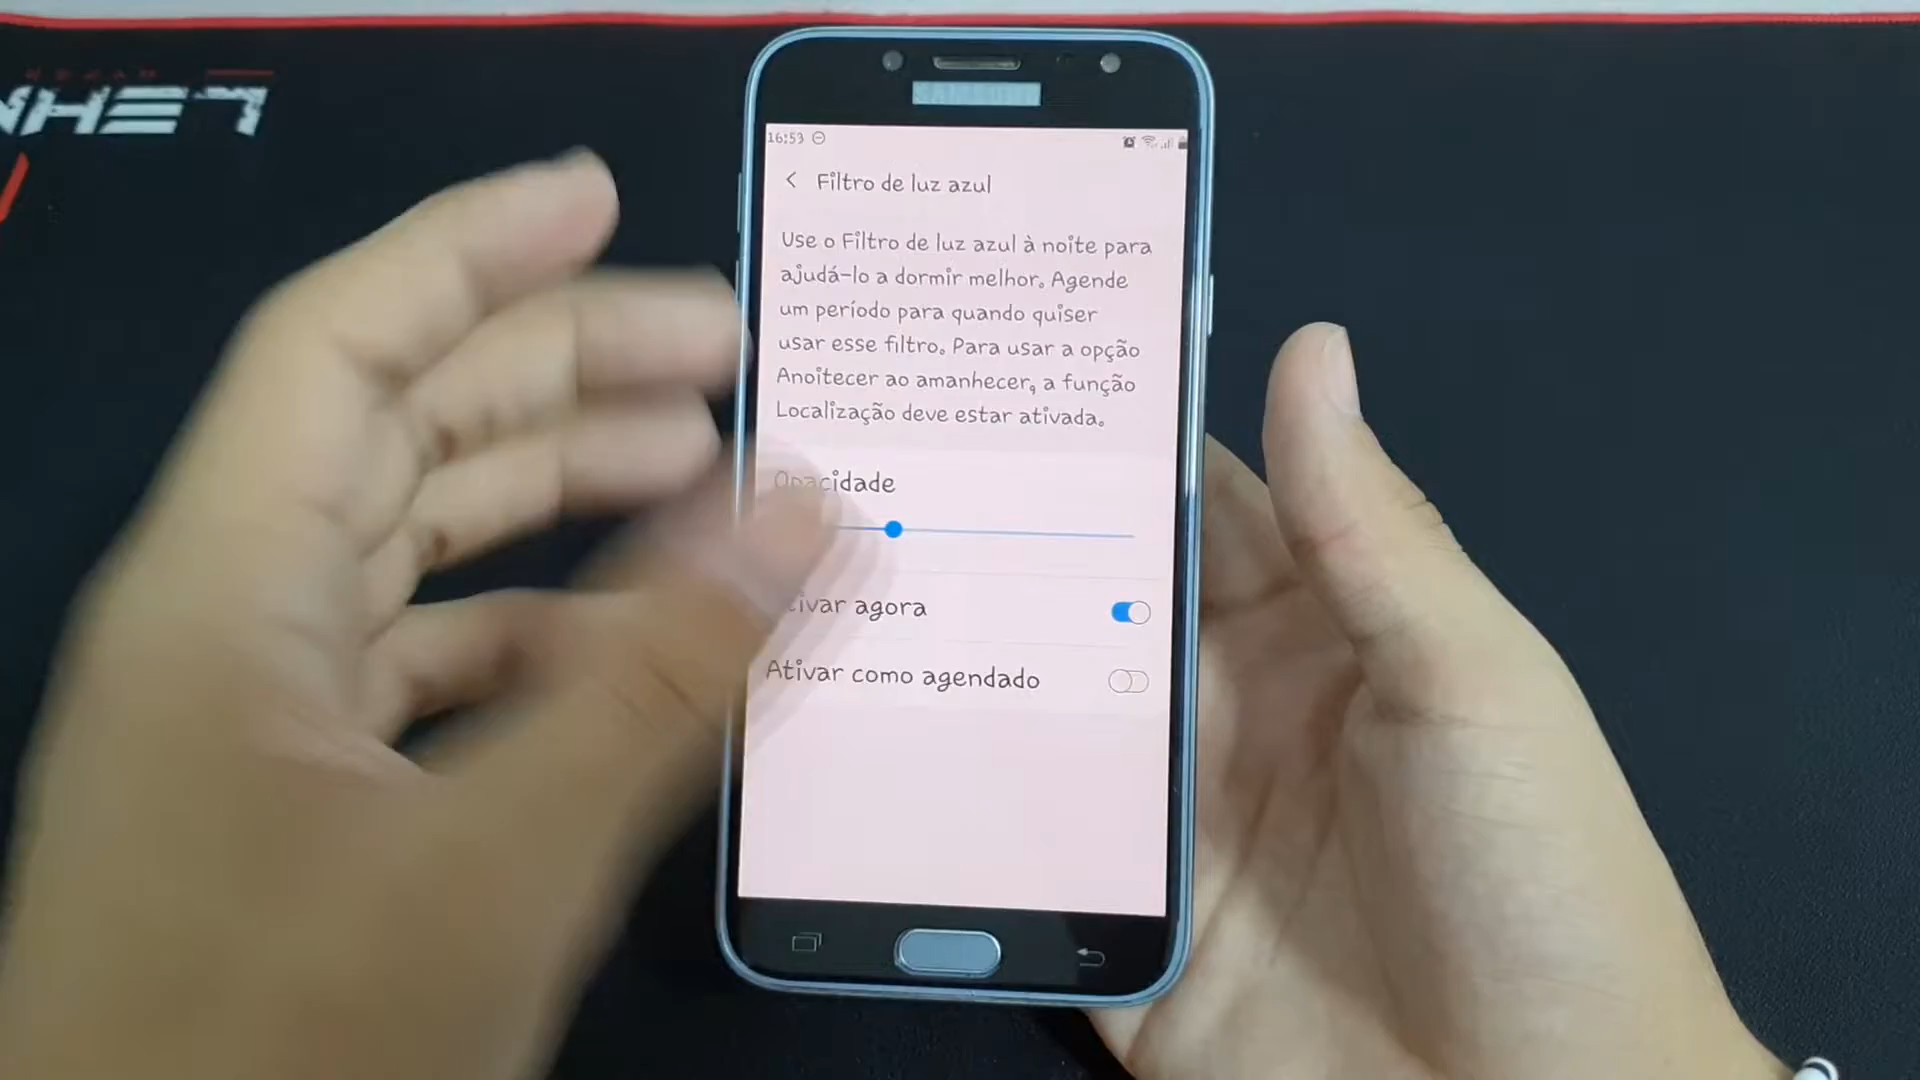 16:53
Filtro de luz azul
Use o Filtro de luz azul à noite para
ajudá-lo a dormir melhor. Agende
um período para quando quiser
usar esse filtro. Para usar a opção
Anoitecer ao amanhecer, a função
Localização deve estar ativada.
Opacidade
Ativar agora
Ativar como agendado